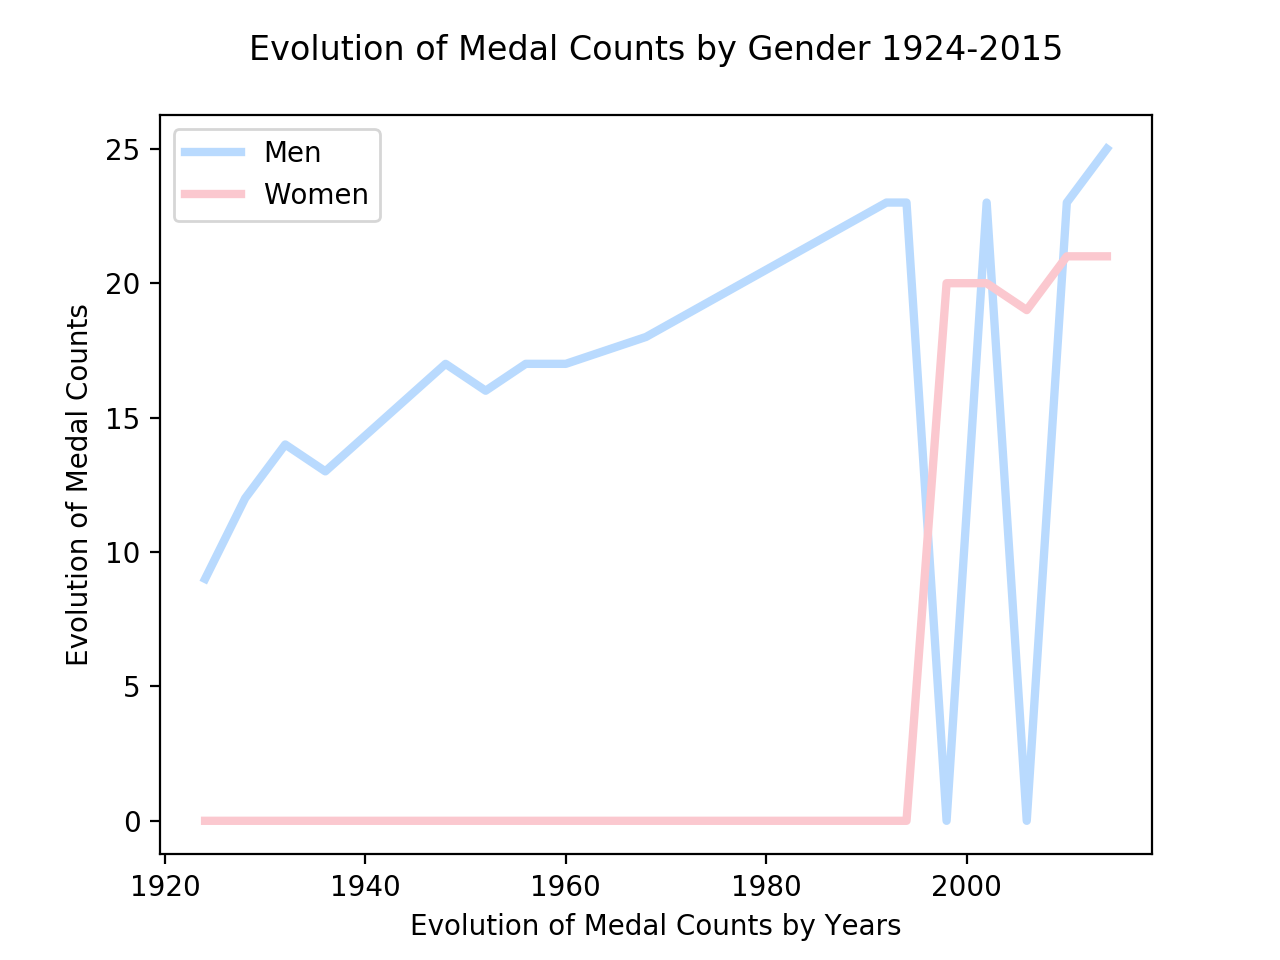 Evolution of Medal Counts by Gender 1924-2015
Men
Women
25
20
15
10
5
0
Evolution of Medal Counts
1920 1940 1960 1980 2000
Evolution of Medal Counts by Years